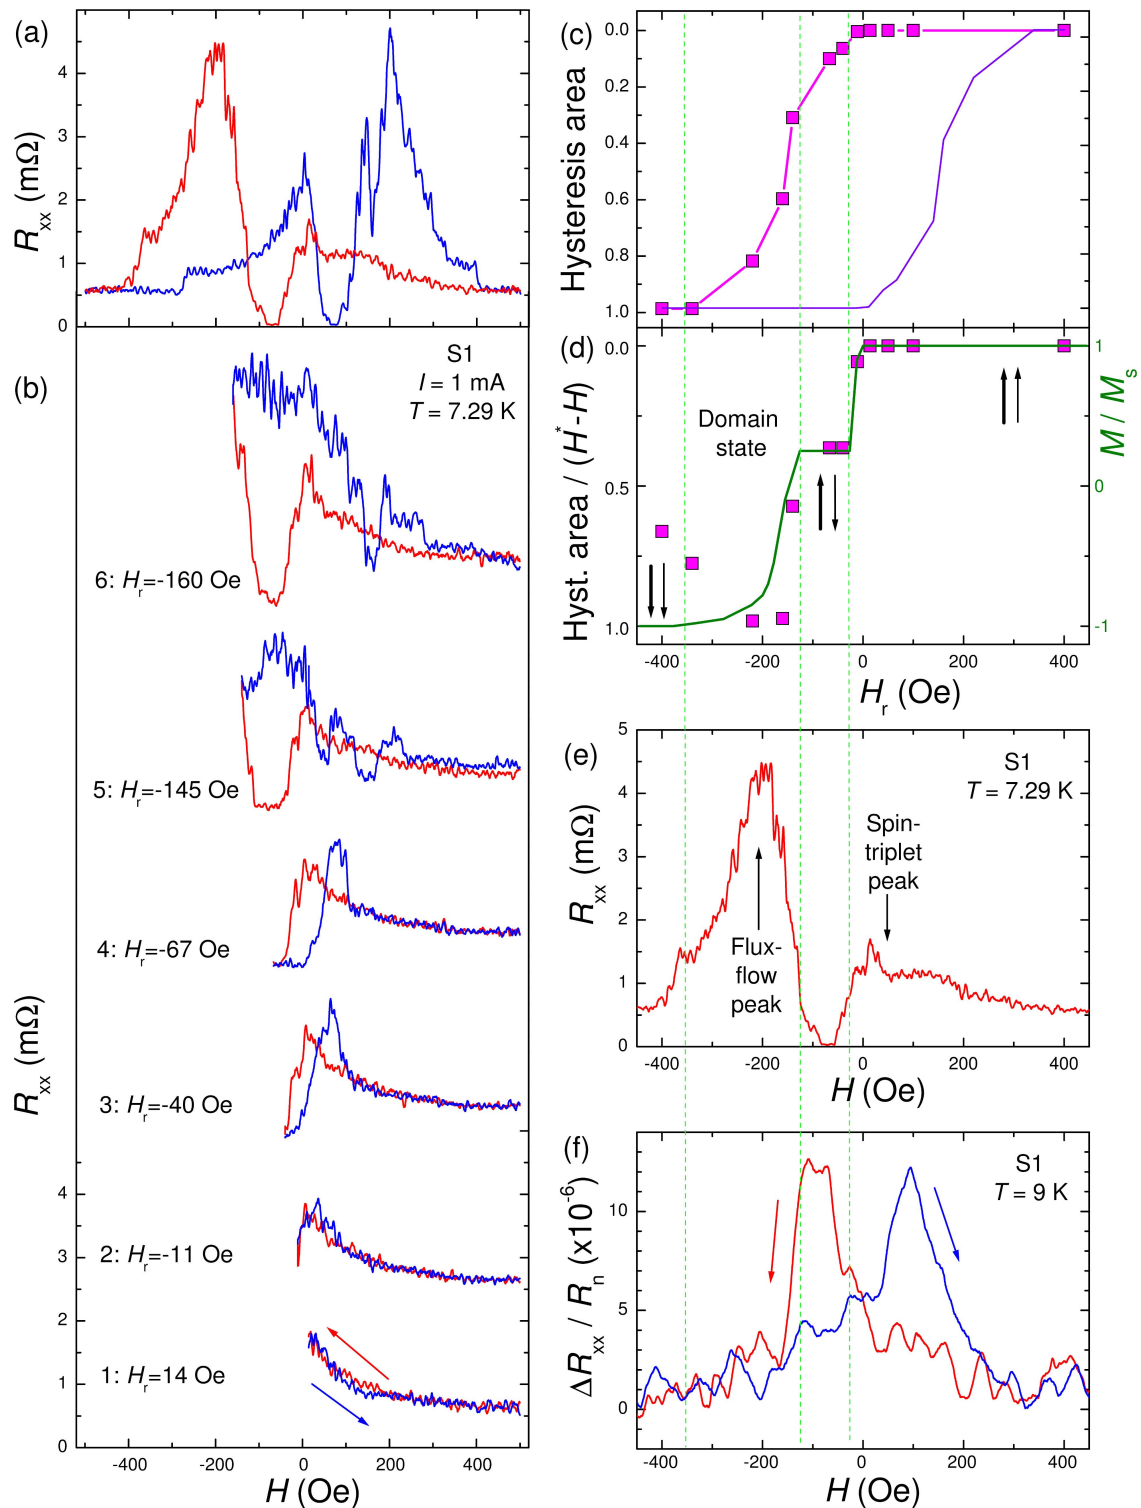 (a)
R_xx (mΩ)
4
3
2
1
0
(b)
S1
I = 1 mA
T = 7.29 K
6: H_r=-160 Oe
5: H_r=-145 Oe
4: H_r=-67 Oe
3: H_r=-40 Oe
2: H_r=-11 Oe
1: H_r=14 Oe
R_xx (mΩ)
4
3
2
1
0
-400 -200 0 200 400
H (Oe)
(c)
Hysteresis area
0.0
0.2
0.4
0.6
0.8
1.0
(d)
Hyst. area / (H*-H)
0.0
0.5
1.0
Domain
state
1
0
-1
M / M_s
-400 -200 0 200 400
H_r (Oe)
(e)
S1
T = 7.29 K
R_xx (mΩ)
5
4
3
2
1
0
Flux-
flow
peak
Spin-
triplet
peak
-400 -200 0 200 400
H (Oe)
(f)
S1
T = 9 K
ΔR_xx / R_n (x10⁻⁶)
10
5
0
-400 -200 0 200 400
H (Oe)